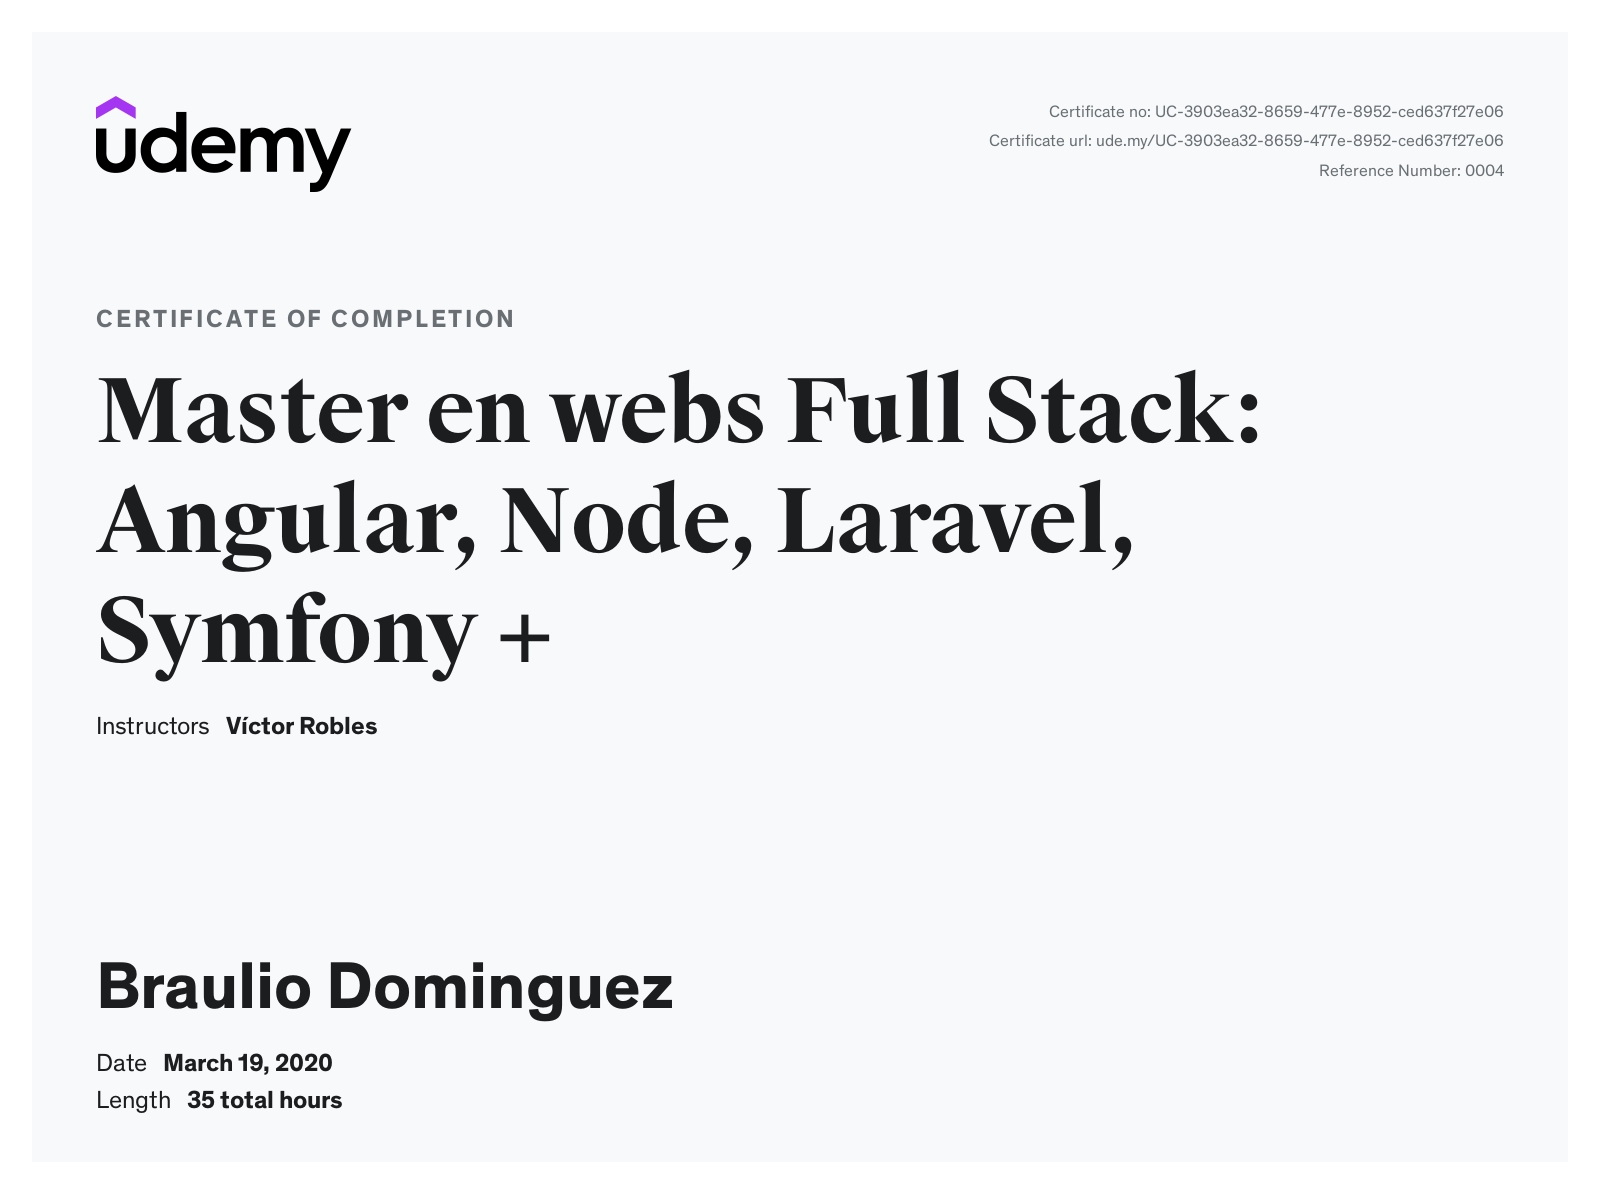 udemy
Certificate no: UC-3903ea32-8659-477e-8952-ced637f27e06
Certificate url: ude.my/UC-3903ea32-8659-477e-8952-ced637f27e06
Reference Number: 0004
CERTIFICATE OF COMPLETION
Master en webs Full Stack:
Angular, Node, Laravel,
Symfony +
Instructors Víctor Robles
Braulio Dominguez
Date March 19, 2020
Length 35 total hours